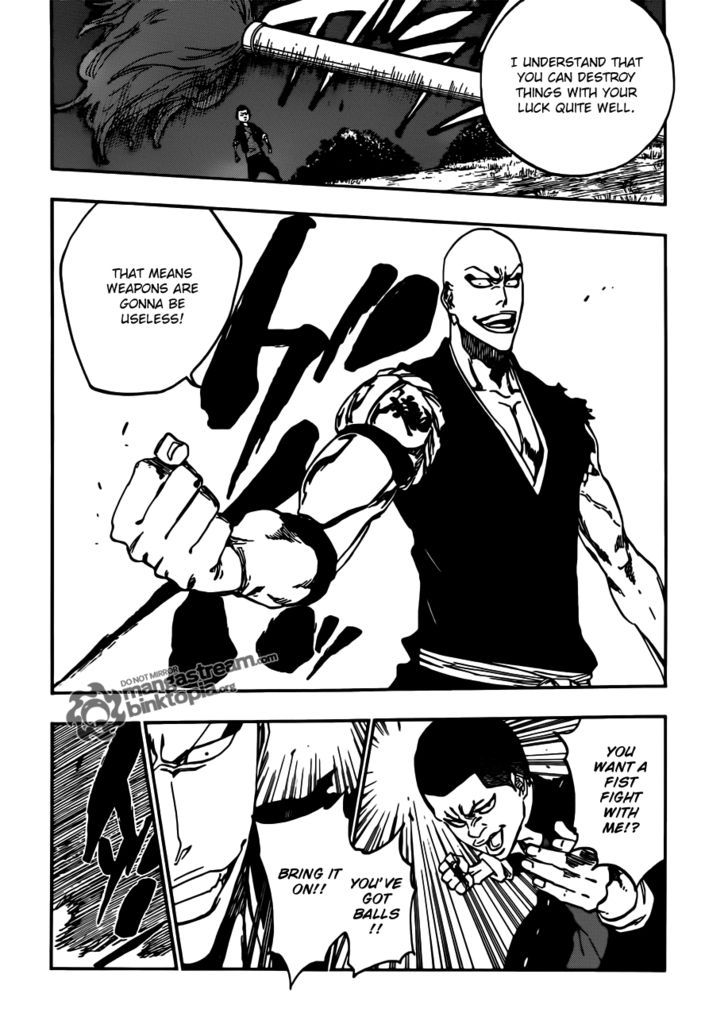 I UNDERSTAND THAT
YOU CAN DESTROY
THINGS WITH YOUR
LUCK QUITE WELL.
THAT MEANS
WEAPONS ARE
GONNA BE
USELESS!
DO NOT MIRROR
mangastream.com
binktopia.org
YOU
WANT A
FIST
FIGHT
WITH
ME!?
YOU'VE
GOT
BALLS
!!
BRING IT
ON!!